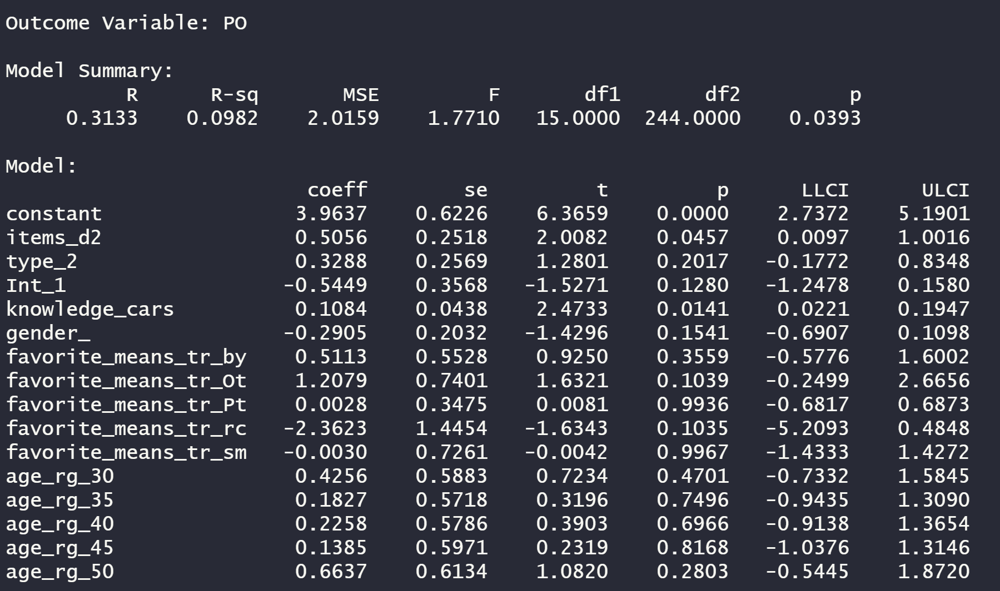 Outcome Variable: PO
Model Summary:
R R-sq MSE F df1 df2 p
0.3133 0.0982 2.0159 1.7710 15.0000 244.0000 0.0393
Model:
coeff se t p LLCI ULCI
constant 3.9637 0.6226 6.3659 0.0000 2.7372 5.1901
items_d2 0.5056 0.2518 2.0082 0.0457 0.0097 1.0016
type_2 0.3288 0.2569 1.2801 0.2017 -0.1772 0.8348
Int_1 -0.5449 0.3568 -1.5271 0.1280 -1.2478 0.1580
knowledge_cars 0.1084 0.0438 2.4733 0.0141 0.0221 0.1947
gender_ -0.2905 0.2032 -1.4296 0.1541 -0.6907 0.1098
favorite_means_tr_by 0.5113 0.5528 0.9250 0.3559 -0.5776 1.6002
favorite_means_tr_Ot 1.2079 0.7401 1.6321 0.1039 -0.2499 2.6656
favorite_means_tr_Pt 0.0028 0.3475 0.0081 0.9936 -0.6817 0.6873
favorite_means_tr_rc -2.3623 1.4454 -1.6343 0.1035 -5.2093 0.4848
favorite_means_tr_sm -0.0030 0.7261 -0.0042 0.9967 -1.4333 1.4272
age_rg_30 0.4256 0.5883 0.7234 0.4701 -0.7332 1.5845
age_rg_35 0.1827 0.5718 0.3196 0.7496 -0.9435 1.3090
age_rg_40 0.2258 0.5786 0.3903 0.6966 -0.9138 1.3654
age_rg_45 0.1385 0.5971 0.2319 0.8168 -1.0376 1.3146
age_rg_50 0.6637 0.6134 1.0820 0.2803 -0.5445 1.8720